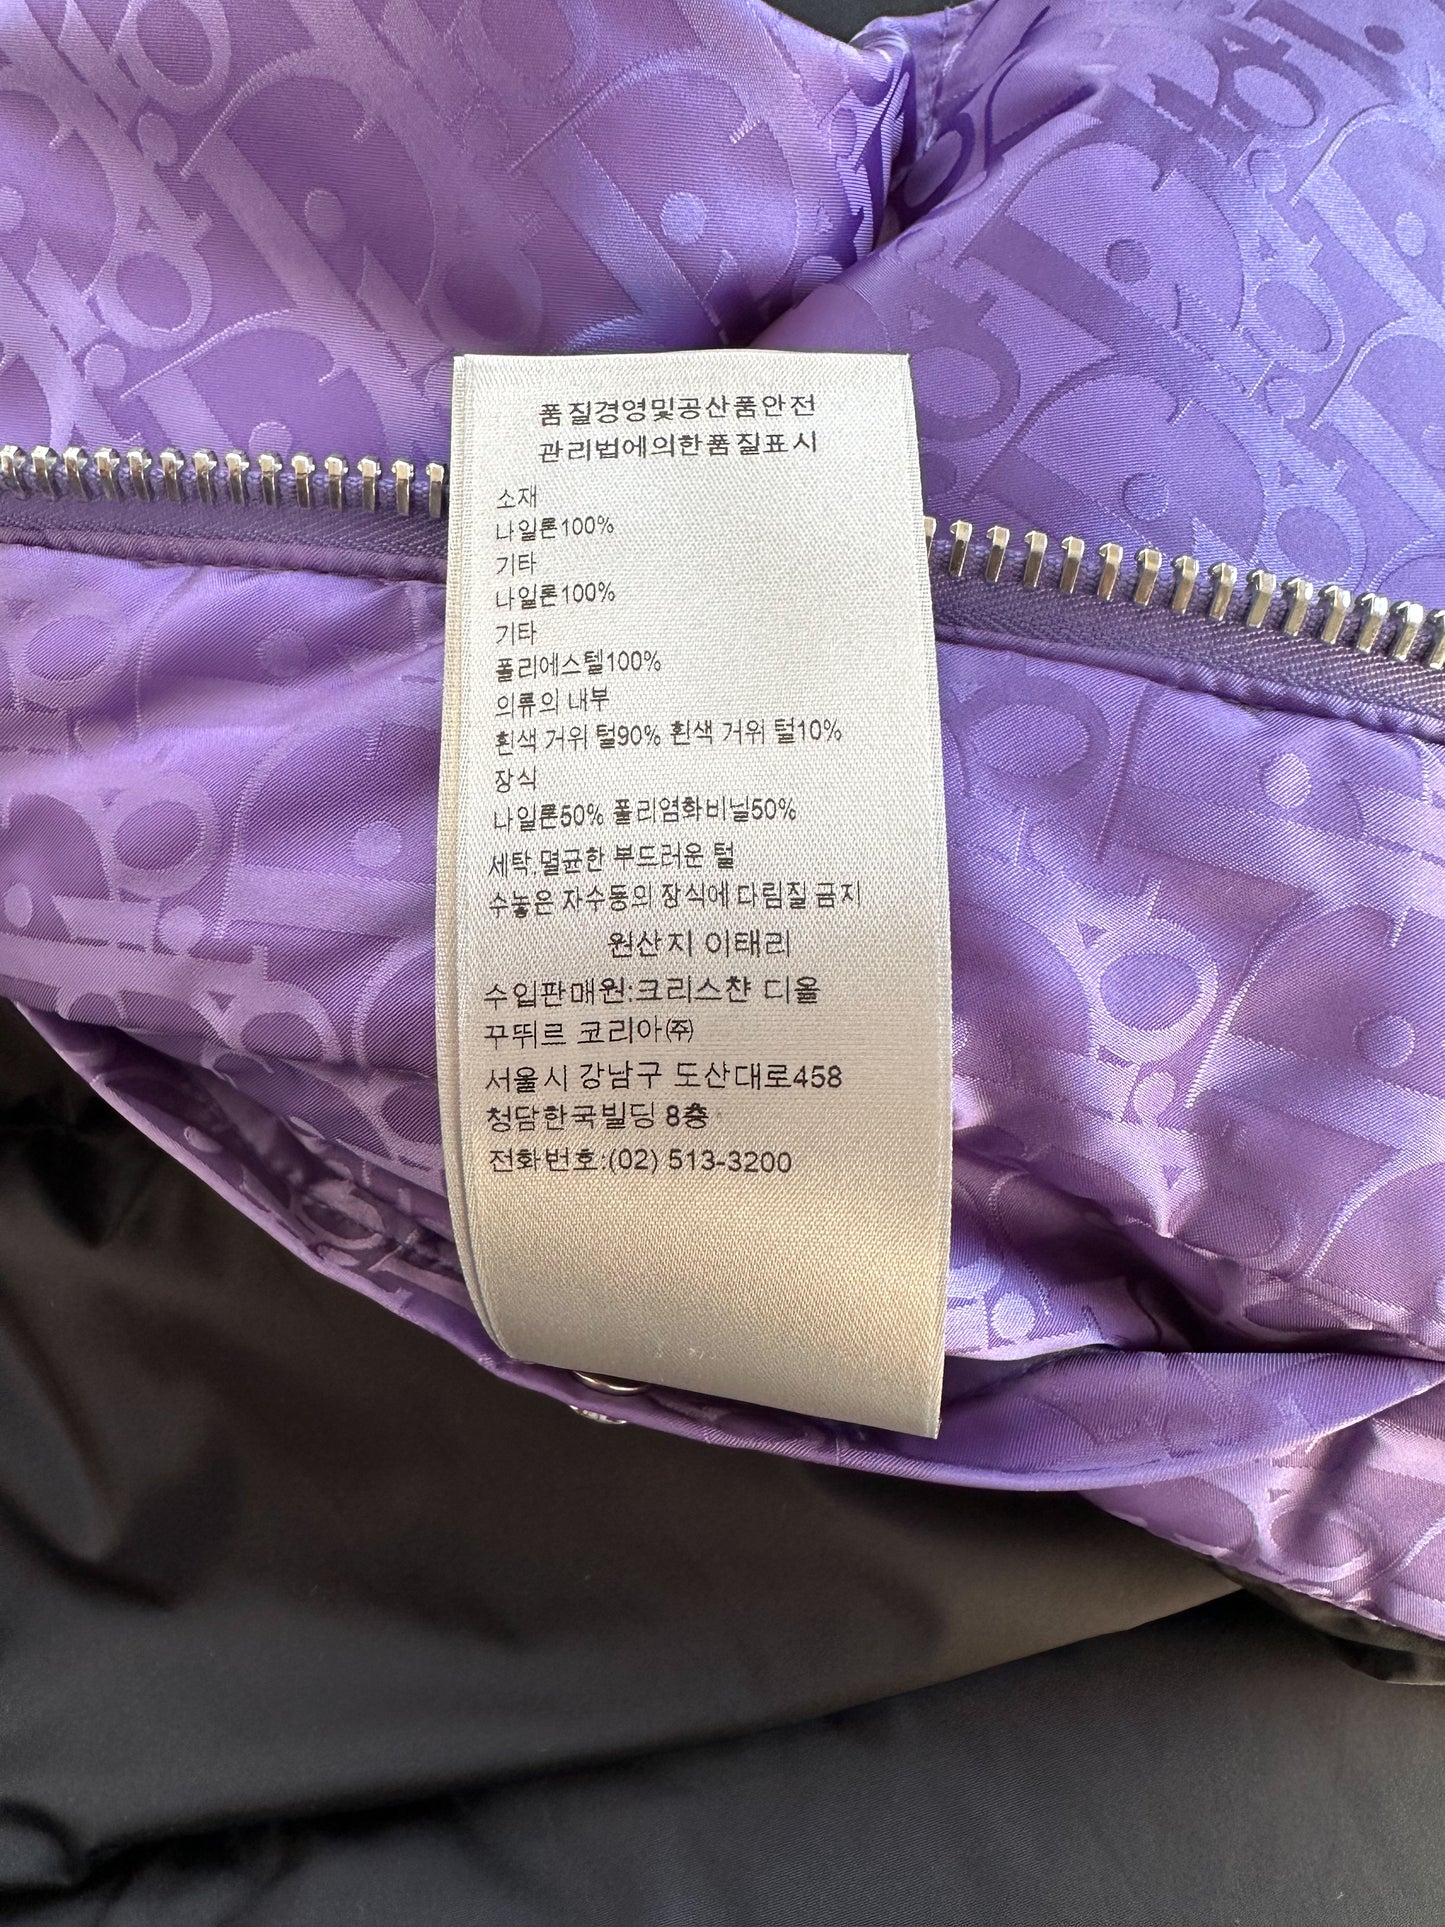 품질경영및공산품안전
관리법에의한품질표시
소재
나일론100%
기타
나일론100%
기타
폴리에스텔100%
의류의 내부
흰색 거위 털90% 흰색 거위 털10%
장식
나일론50% 폴리염화비닐50%
세탁.멸균한 부드러운 털
수놓은 자수동의 장식에 다림질 금지
원산지 이태리
수입판매원:크리스챤 디올
꾸뛰르 코리아㈜
서울시 강남구 도산대로458
청담한국빌딩 8층
전화번호:(02) 513-3200